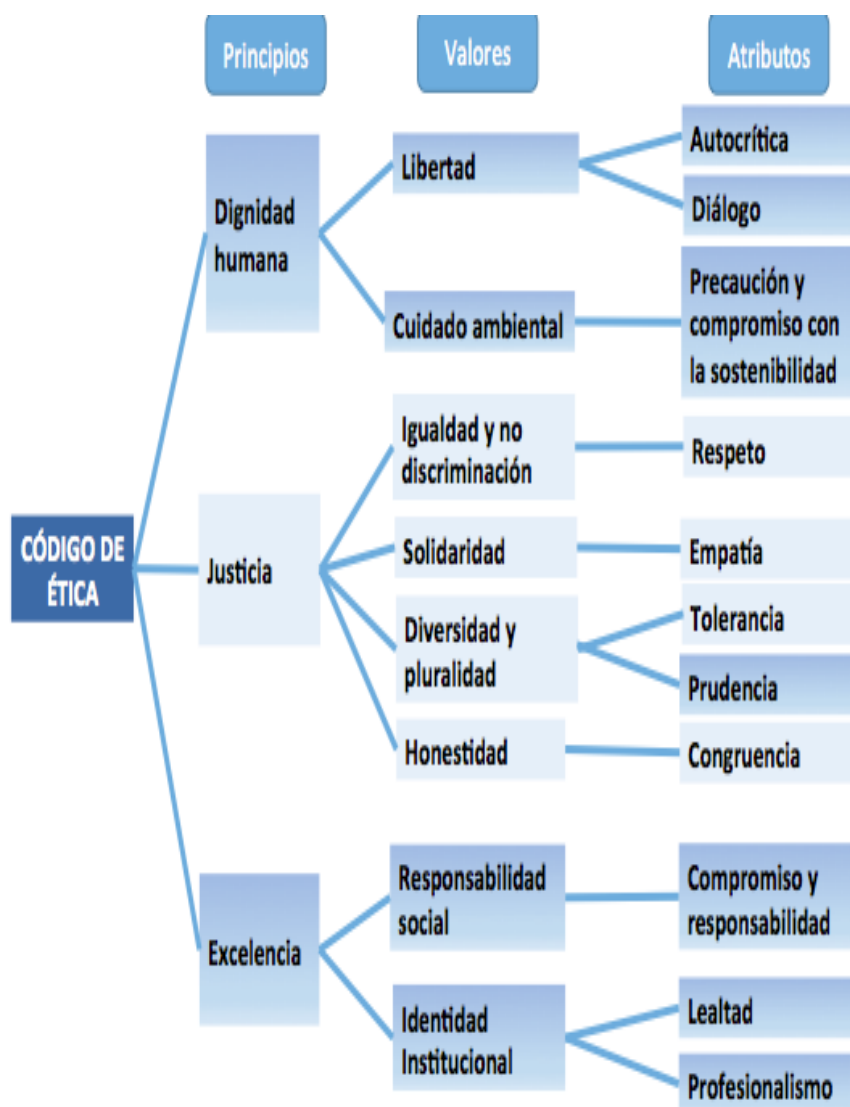 Principios
Valores
Atributos
CÓDIGO DE
ÉTICA
Dignidad
humana
Libertad
Autocrítica
Diálogo
Cuidado ambiental
Precaución y
compromiso con
la sostenibilidad
Justicia
Igualdad y no
discriminación
Respeto
Solidaridad
Empatía
Diversidad y
pluralidad
Tolerancia
Prudencia
Honestidad
Congruencia
Excelencia
Responsabilidad
social
Compromiso y
responsabilidad
Identidad
Institucional
Lealtad
Profesionalismo